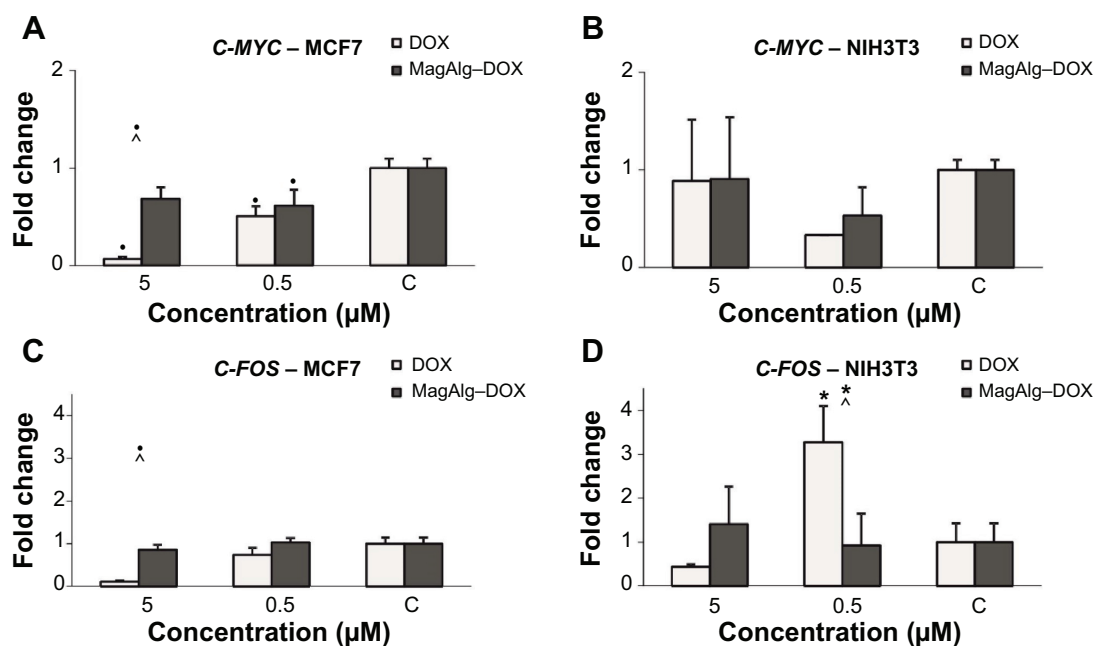 A
C-MYC – MCF7
DOX
MagAlg–DOX
Fold change
2
1
0
•
^
•
•
•
5
0.5
C
Concentration (µM)
B
C-MYC – NIH3T3
DOX
MagAlg–DOX
Fold change
2
1
0
5
0.5
C
Concentration (µM)
C
C-FOS – MCF7
DOX
MagAlg–DOX
Fold change
4
3
2
1
0
•
^
5
0.5
C
Concentration (µM)
D
C-FOS – NIH3T3
DOX
MagAlg–DOX
Fold change
4
3
2
1
0
*
*
^
5
0.5
C
Concentration (µM)